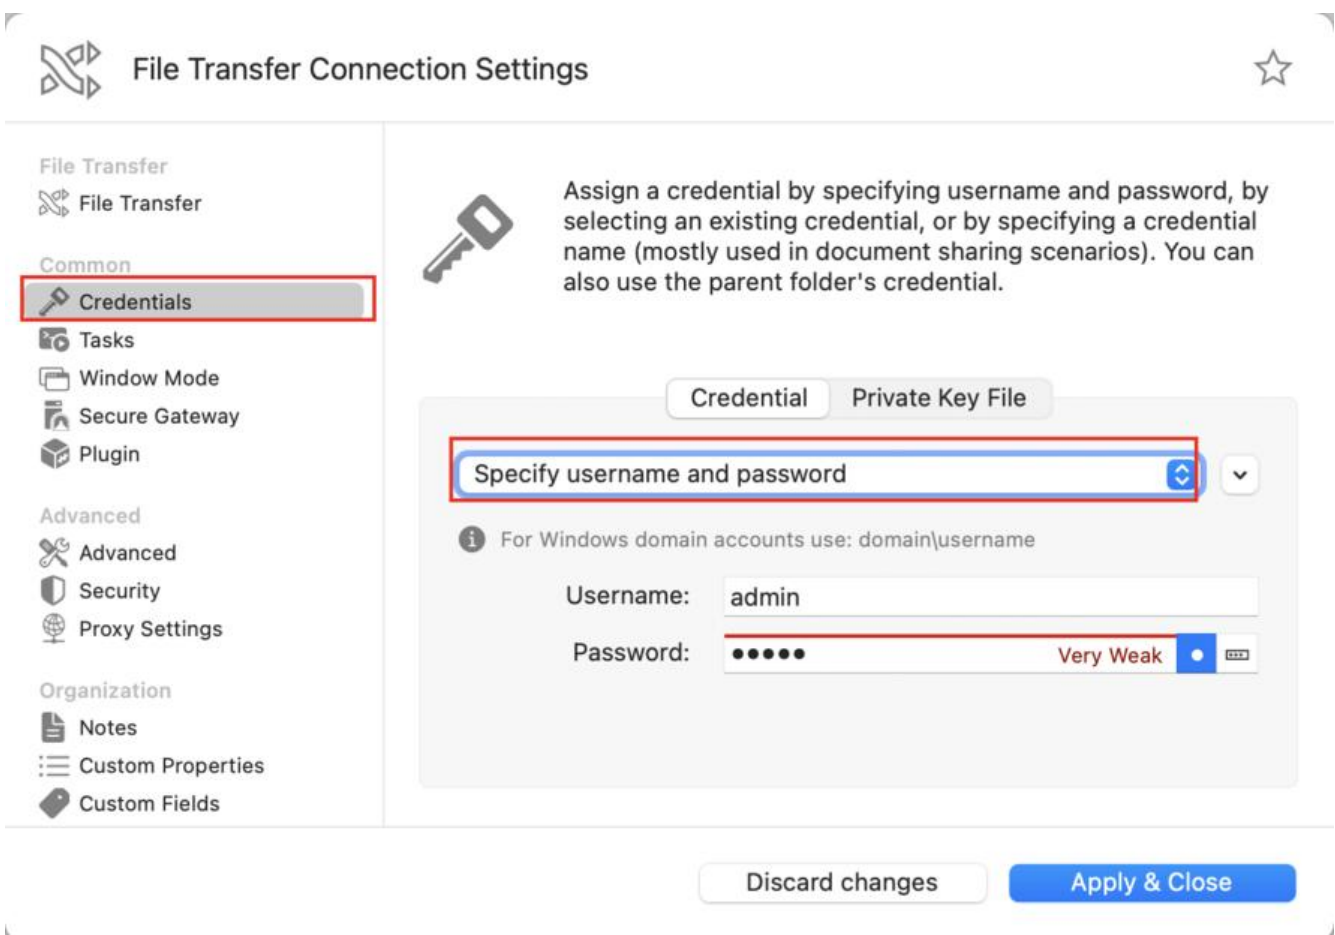 File Transfer Connection Settings
File Transfer
File Transfer
Common
Credentials
Tasks
Window Mode
Secure Gateway
Plugin
Advanced
Advanced
Security
Proxy Settings
Organization
Notes
Custom Properties
Custom Fields
Assign a credential by specifying username and password, by
selecting an existing credential, or by specifying a credential
name (mostly used in document sharing scenarios). You can
also use the parent folder's credential.
Credential
Private Key File
Specify username and password
For Windows domain accounts use: domain\username
Username: admin
Password: ••••• Very Weak
Discard changes
Apply & Close